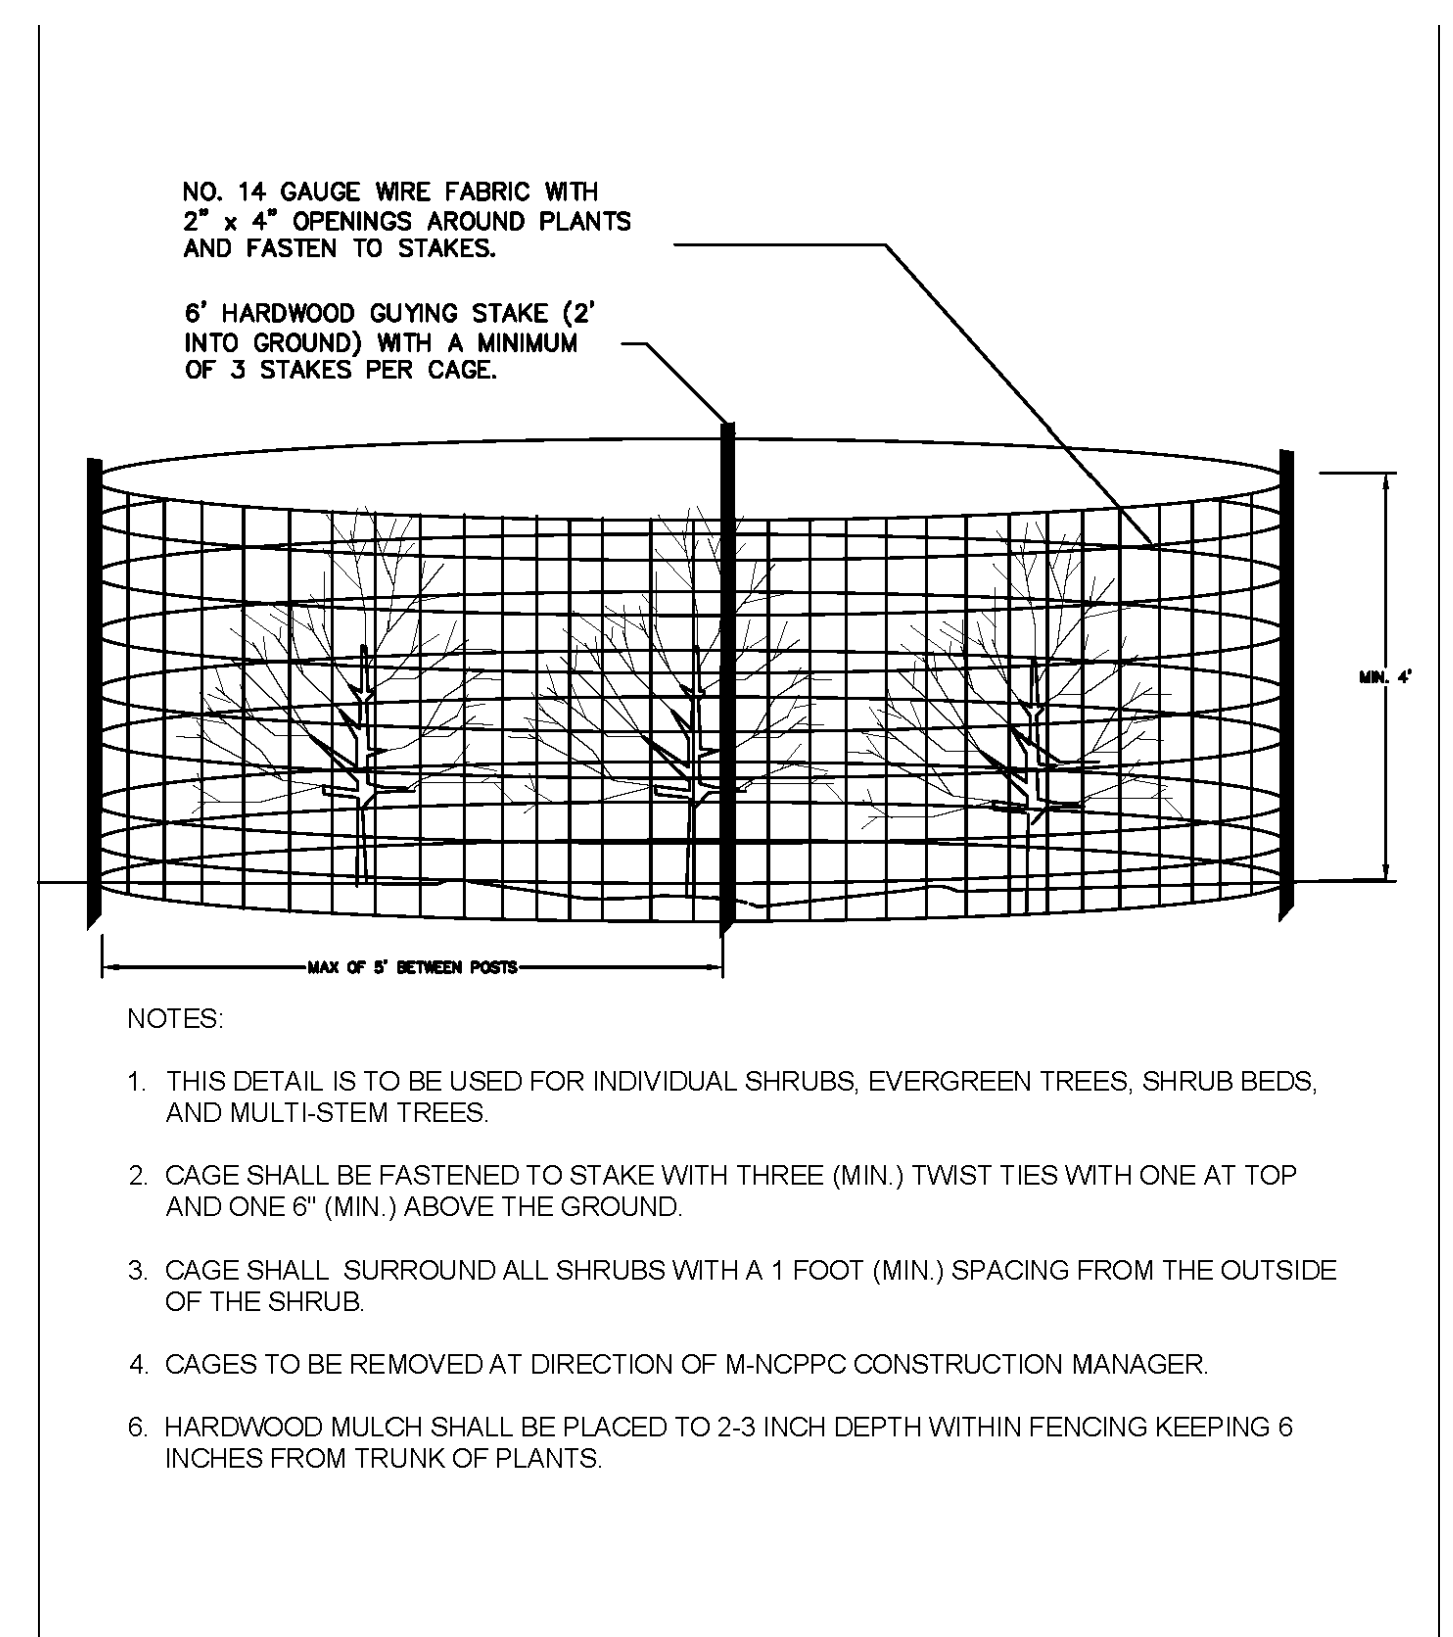 NO. 14 GAUGE WIRE FABRIC WITH
2" x 4" OPENINGS AROUND PLANTS
AND FASTEN TO STAKES.
6' HARDWOOD GUYING STAKE (2'
INTO GROUND) WITH A MINIMUM
OF 3 STAKES PER CAGE.
MIN. 4'
MAX OF 5' BETWEEN POSTS
NOTES:
1. THIS DETAIL IS TO BE USED FOR INDIVIDUAL SHRUBS, EVERGREEN TREES, SHRUB BEDS,
AND MULTI-STEM TREES.
2. CAGE SHALL BE FASTENED TO STAKE WITH THREE (MIN.) TWIST TIES WITH ONE AT TOP
AND ONE 6" (MIN.) ABOVE THE GROUND.
3. CAGE SHALL SURROUND ALL SHRUBS WITH A 1 FOOT (MIN.) SPACING FROM THE OUTSIDE
OF THE SHRUB.
4. CAGES TO BE REMOVED AT DIRECTION OF M-NCPPC CONSTRUCTION MANAGER.
6. HARDWOOD MULCH SHALL BE PLACED TO 2-3 INCH DEPTH WITHIN FENCING KEEPING 6
INCHES FROM TRUNK OF PLANTS.